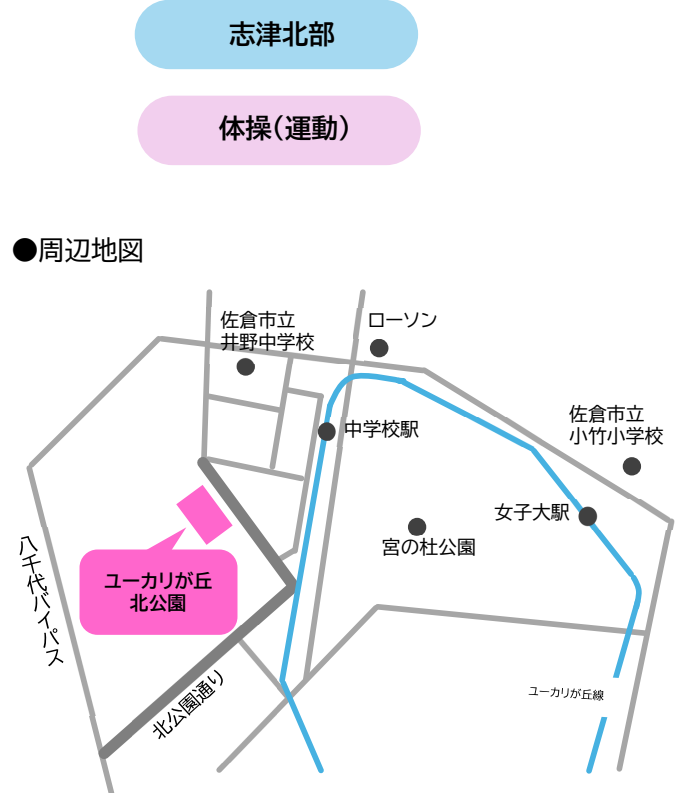 志津北部
体操（運動）
●周辺地図
佐倉市立
井野中学校
ローソン
中学校駅
佐倉市立
小竹小学校
女子大駅
宮の杜公園
ユーカリが丘
北公園
八千代バイパス
北公園通り
ユーカリが丘線